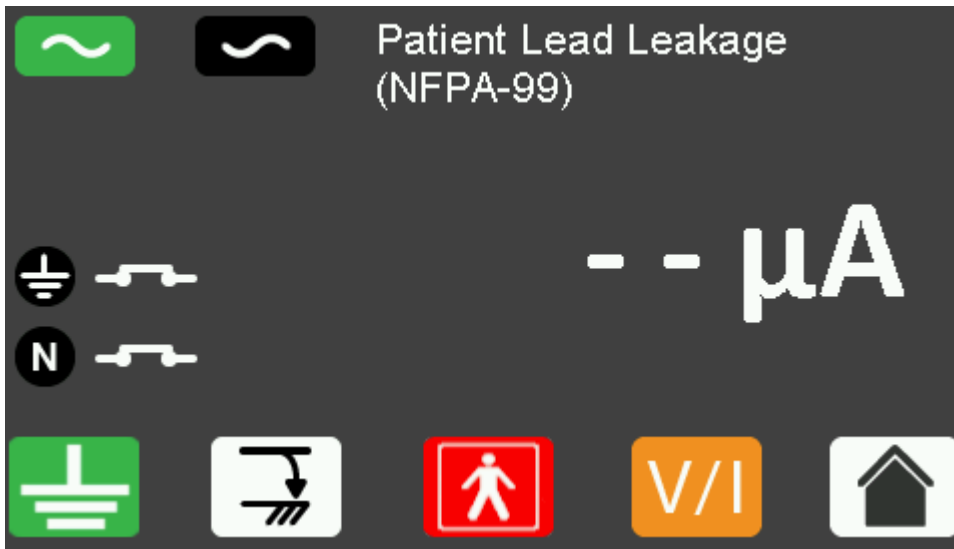 Patient Lead Leakage
(NFPA-99)
- - µA
N
V/I